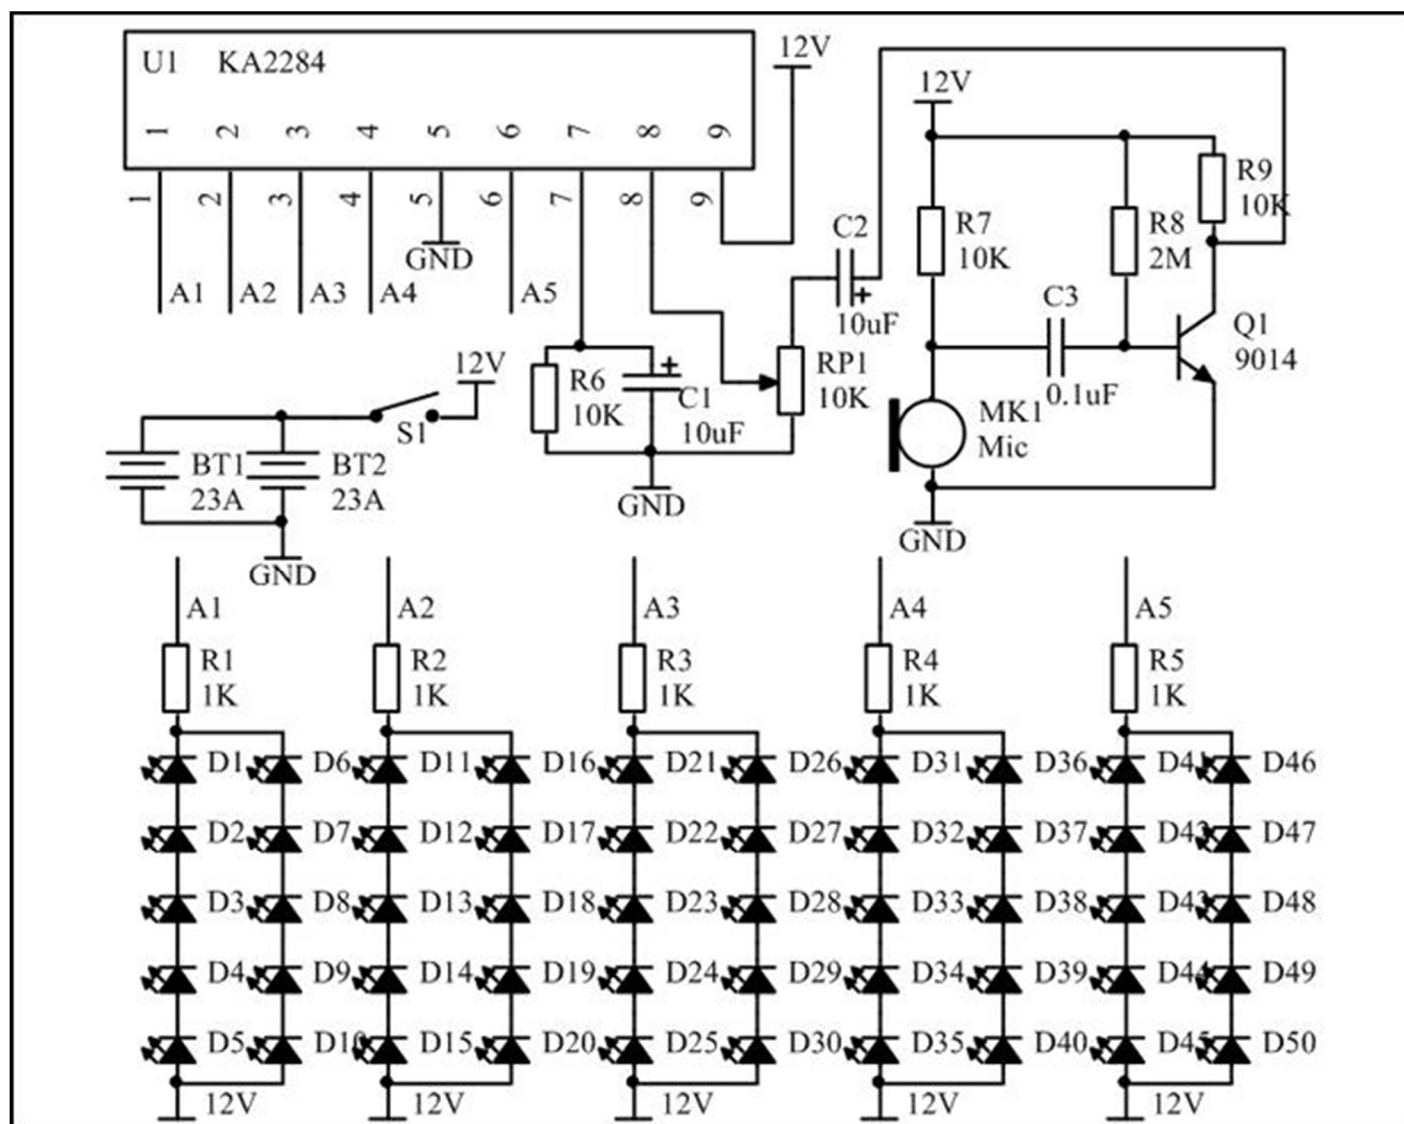 U1 KA2284
1 2 3 4 5 6 7 8 9
1 2 3 4 5 6 7 8 9
A1 A2 A3 A4 GND A5
12V
12V
C2
10uF
R9
10K
R7
10K
R8
2M
C3
0.1uF
Q1
9014
MK1
Mic
GND
RP1
10K
R6
10K
C1
10uF
GND
12V
S1
BT1
23A
BT2
23A
GND
A1 A2 A3 A4 A5
R1 R2 R3 R4 R5
1K 1K 1K 1K 1K
D1 D6 D11 D16 D21 D26 D31 D36 D41 D46
D2 D7 D12 D17 D22 D27 D32 D37 D47
D3 D8 D13 D18 D23 D28 D33 D38 D43 D48
D4 D9 D14 D19 D24 D29 D34 D39 D44 D49
D5 D10 D15 D20 D25 D30 D35 D40 D45 D50
12V 12V 12V 12V 12V